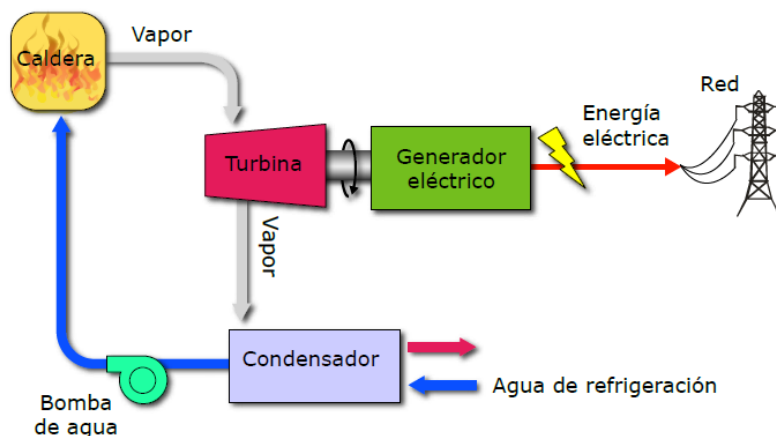 Caldera
Vapor
Red
Energía
eléctrica
Turbina
Generador
eléctrico
Vapor
Condensador
Agua de refrigeración
Bomba
de agua